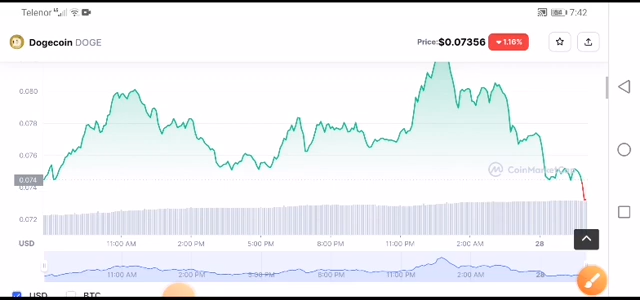 Telenor 7:42
Dogecoin DOGE Price: $0.07356 ▾ 1.16%
0.080
0.078
0.076
0.074
0.072
USD 11:00 AM 2:00 PM 5:00 PM 8:00 PM 11:00 PM 2:00 AM 28
11:00 AM 2:00 PM 5:00 PM 8:00 PM 11:00 PM 2:00 AM 28
USD BTC